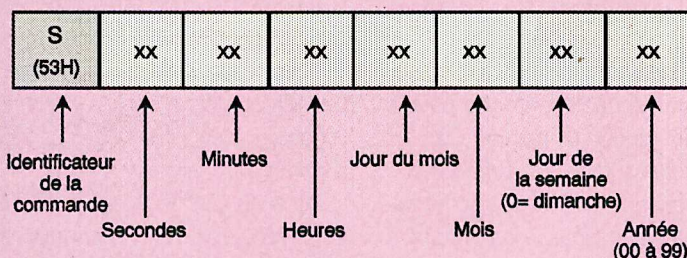 S
(53H)
xx
xx
xx
xx
xx
xx
xx
Identificateur
de la
commande
Secondes
Minutes
Heures
Jour du mois
Mois
Jour de
la semaine
(0= dimanche)
Année
(00 à 99)